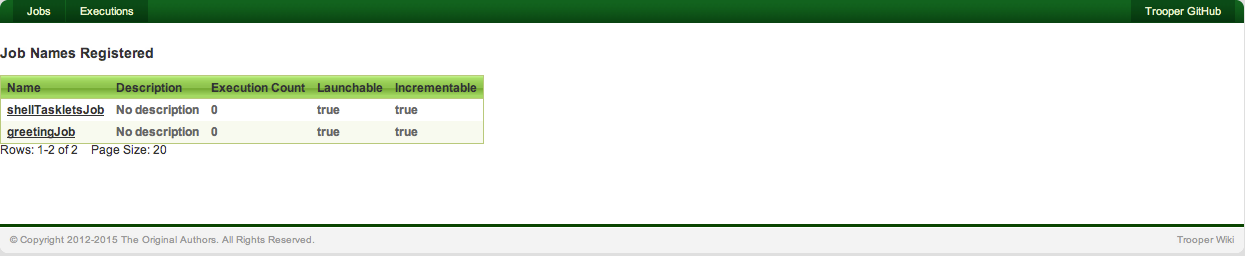 Jobs Executions Trooper GitHub
Job Names Registered
Name Description Execution Count Launchable Incrementable
shellTaskletsJob No description 0 true true
greetingJob No description 0 true true
Rows: 1-2 of 2 Page Size: 20
© Copyright 2012-2015 The Original Authors. All Rights Reserved. Trooper Wiki